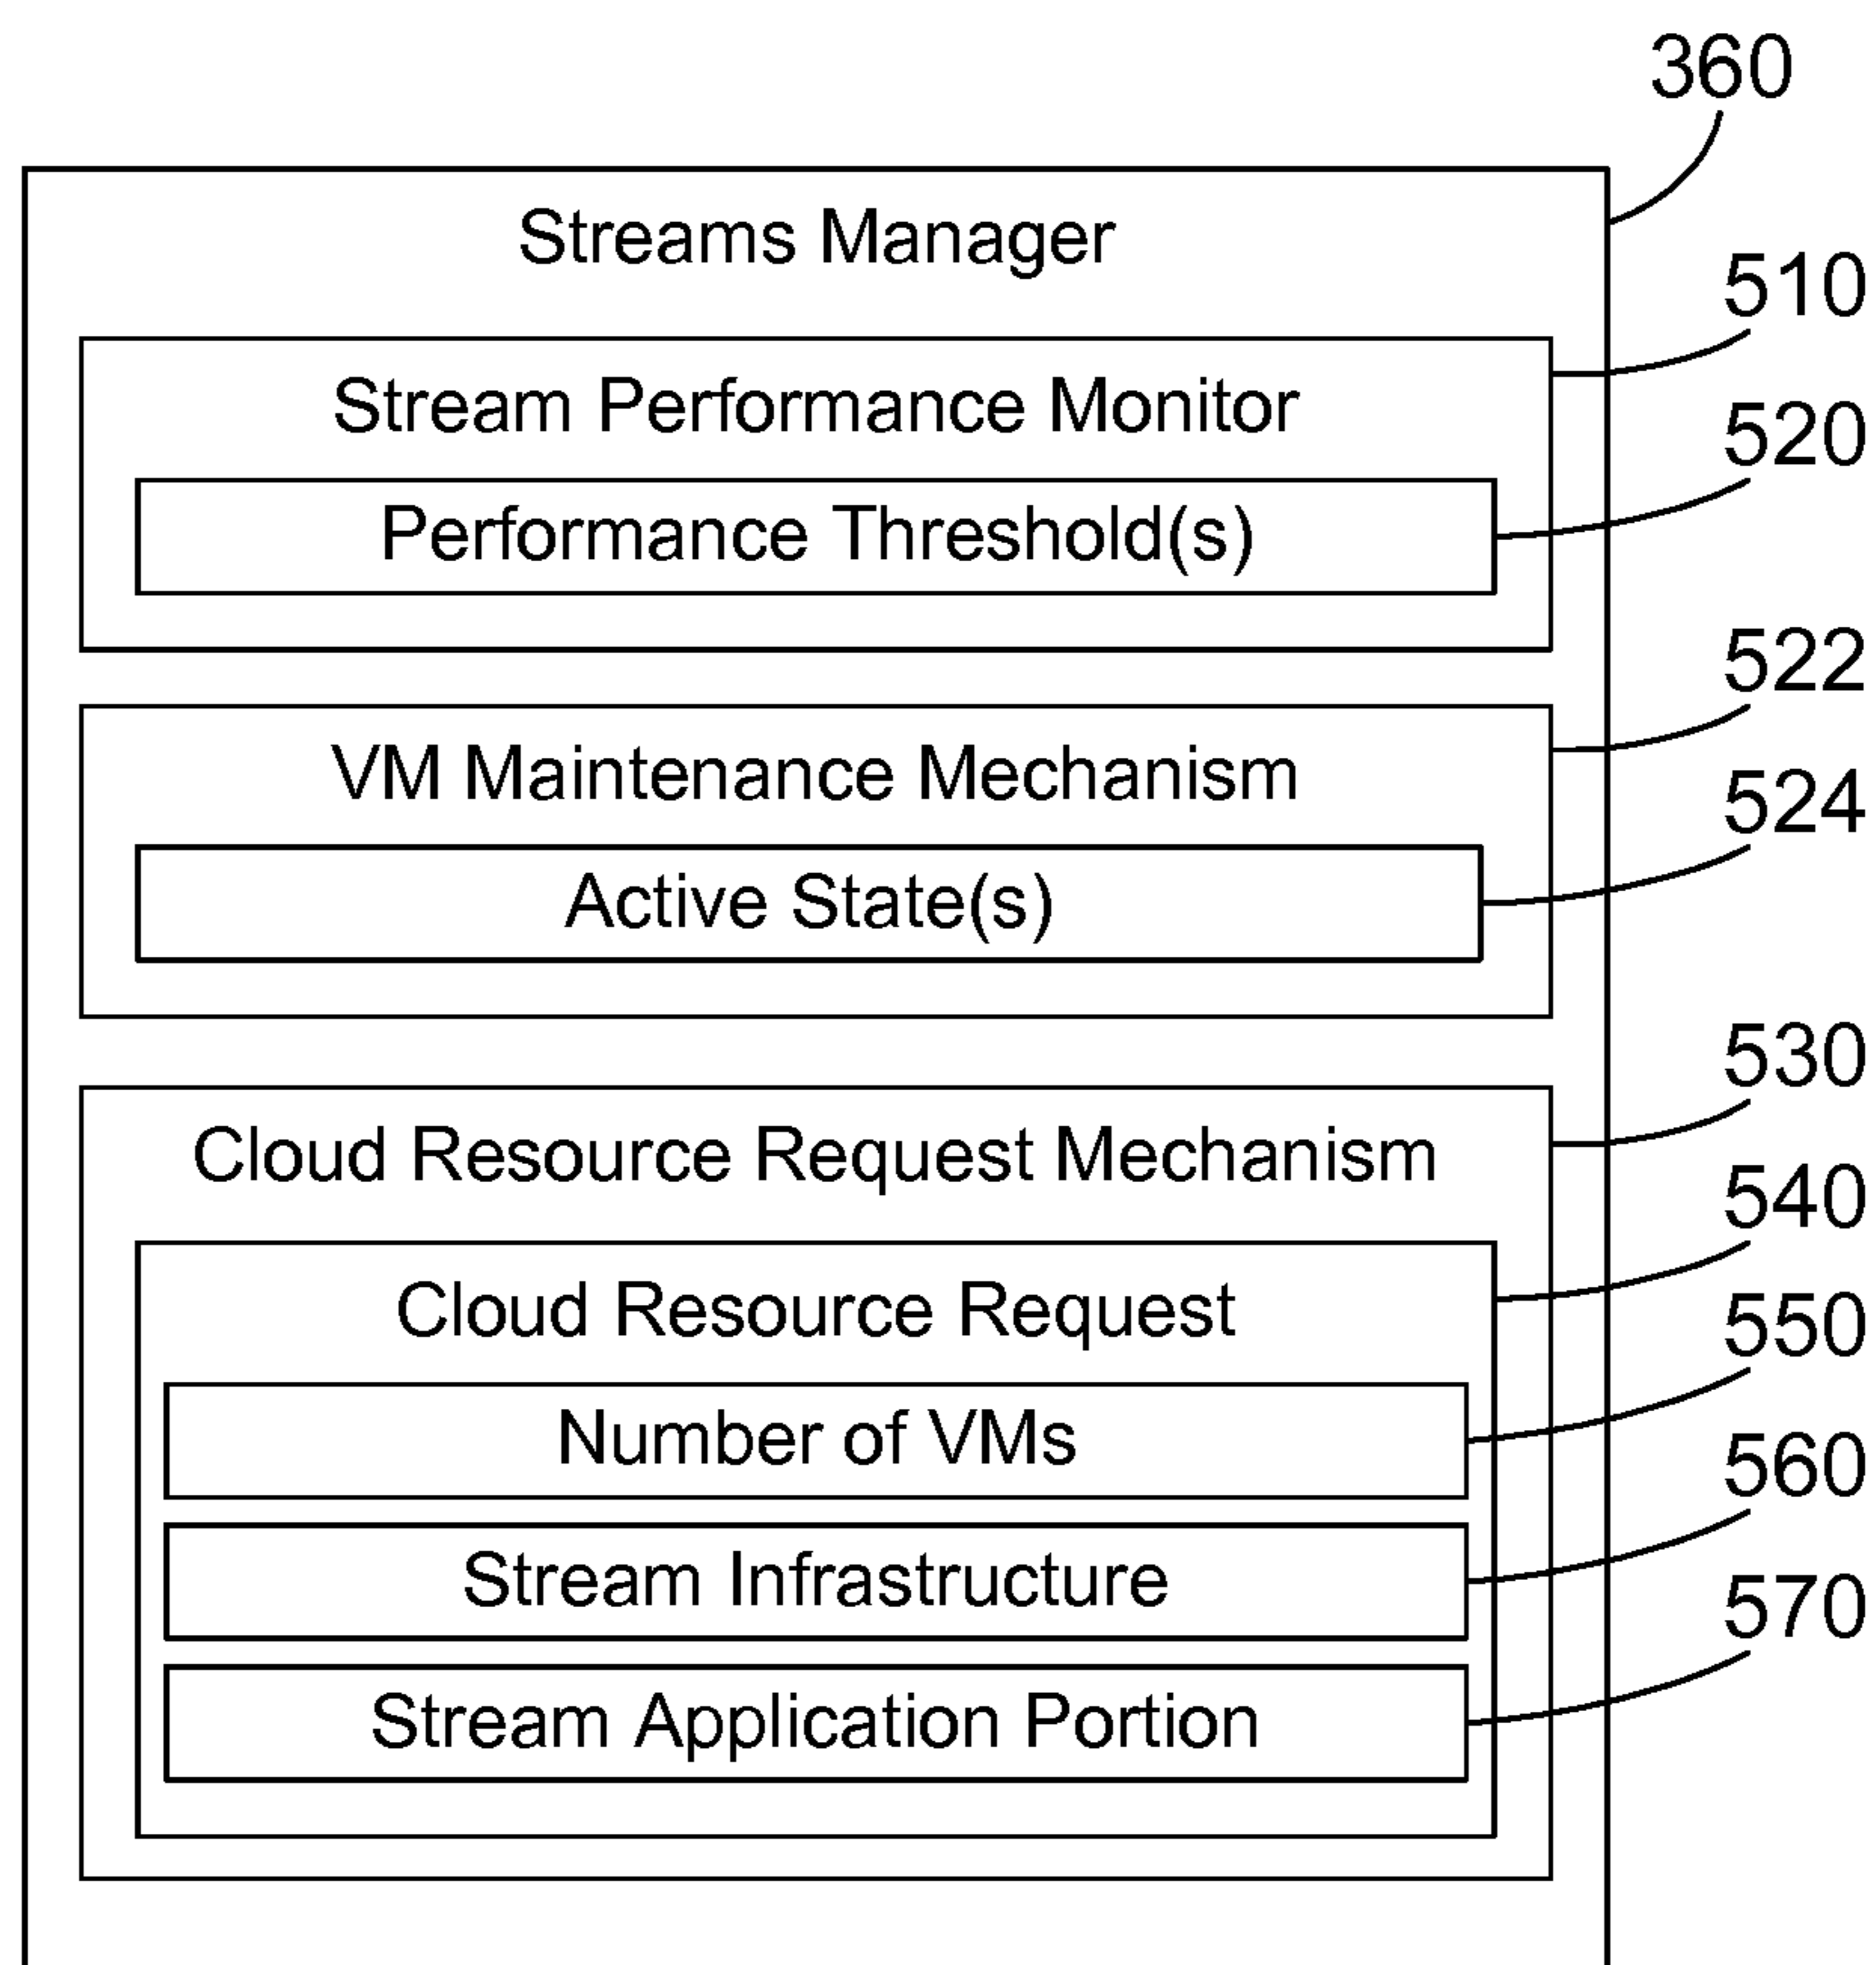 360
Streams Manager
510
Stream Performance Monitor
520
Performance Threshold(s)
522
VM Maintenance Mechanism
524
Active State(s)
530
Cloud Resource Request Mechanism
540
Cloud Resource Request
550
Number of VMs
560
Stream Infrastructure
570
Stream Application Portion